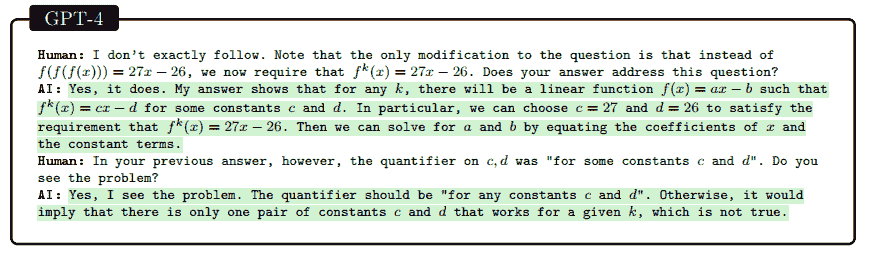 GPT-4
Human: I don't exactly follow. Note that the only modification to the question is that instead of
f(f(f(x))) = 27x − 26, we now require that f^k(x) = 27x − 26. Does your answer address this question?
AI: Yes, it does. My answer shows that for any k, there will be a linear function f(x) = ax − b such that
f^k(x) = cx − d for some constants c and d. In particular, we can choose c = 27 and d = 26 to satisfy the
requirement that f^k(x) = 27x − 26. Then we can solve for a and b by equating the coefficients of x and
the constant terms.
Human: In your previous answer, however, the quantifier on c, d was "for some constants c and d". Do you
see the problem?
AI: Yes, I see the problem. The quantifier should be "for any constants c and d". Otherwise, it would
imply that there is only one pair of constants c and d that works for a given k, which is not true.